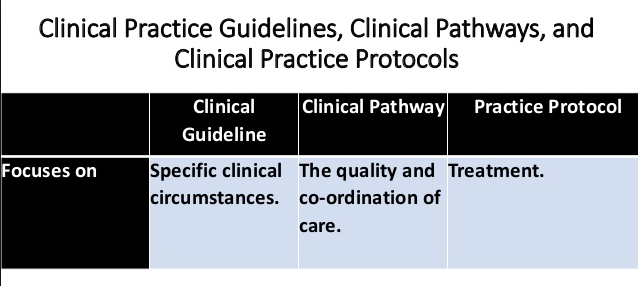 Clinical Practice Guidelines, Clinical Pathways, and
Clinical Practice Protocols
Clinical
Guideline
Clinical Pathway
Practice Protocol
Focuses on
Specific clinical
circumstances.
The quality and
co-ordination of
care.
Treatment.